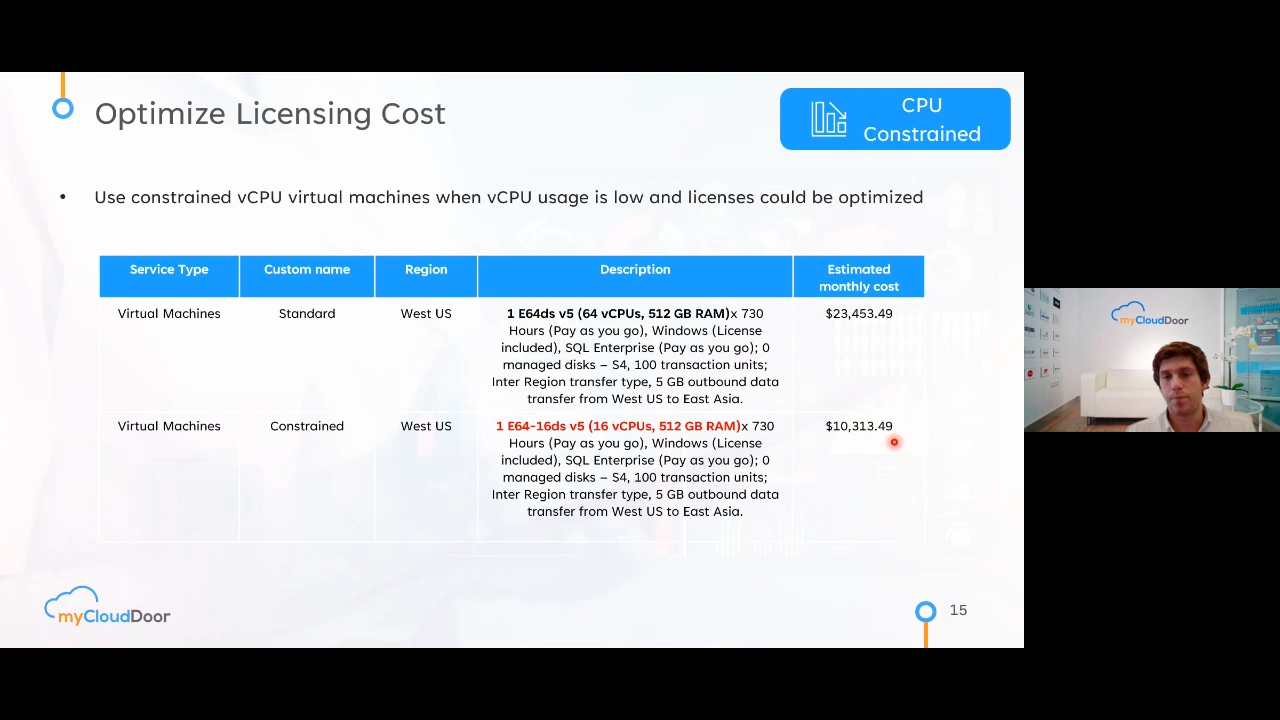 Optimize Licensing Cost
CPU
Constrained
• Use constrained vCPU virtual machines when vCPU usage is low and licenses could be optimized
Service Type Custom name Region Description Estimated
monthly cost
Virtual Machines Standard West US 1 E64ds v5 (64 vCPUs, 512 GB RAM)x 730 $23,453.49
Hours (Pay as you go), Windows (License
included), SQL Enterprise (Pay as you go); 0
managed disks – S4, 100 transaction units;
Inter Region transfer type, 5 GB outbound data
transfer from West US to East Asia.
Virtual Machines Constrained West US 1 E64-16ds v5 (16 vCPUs, 512 GB RAM)x 730 $10,313.49
Hours (Pay as you go), Windows (License
included), SQL Enterprise (Pay as you go); 0
managed disks – S4, 100 transaction units;
Inter Region transfer type, 5 GB outbound data
transfer from West US to East Asia.
myCloudDoor
15
myCloudDoor